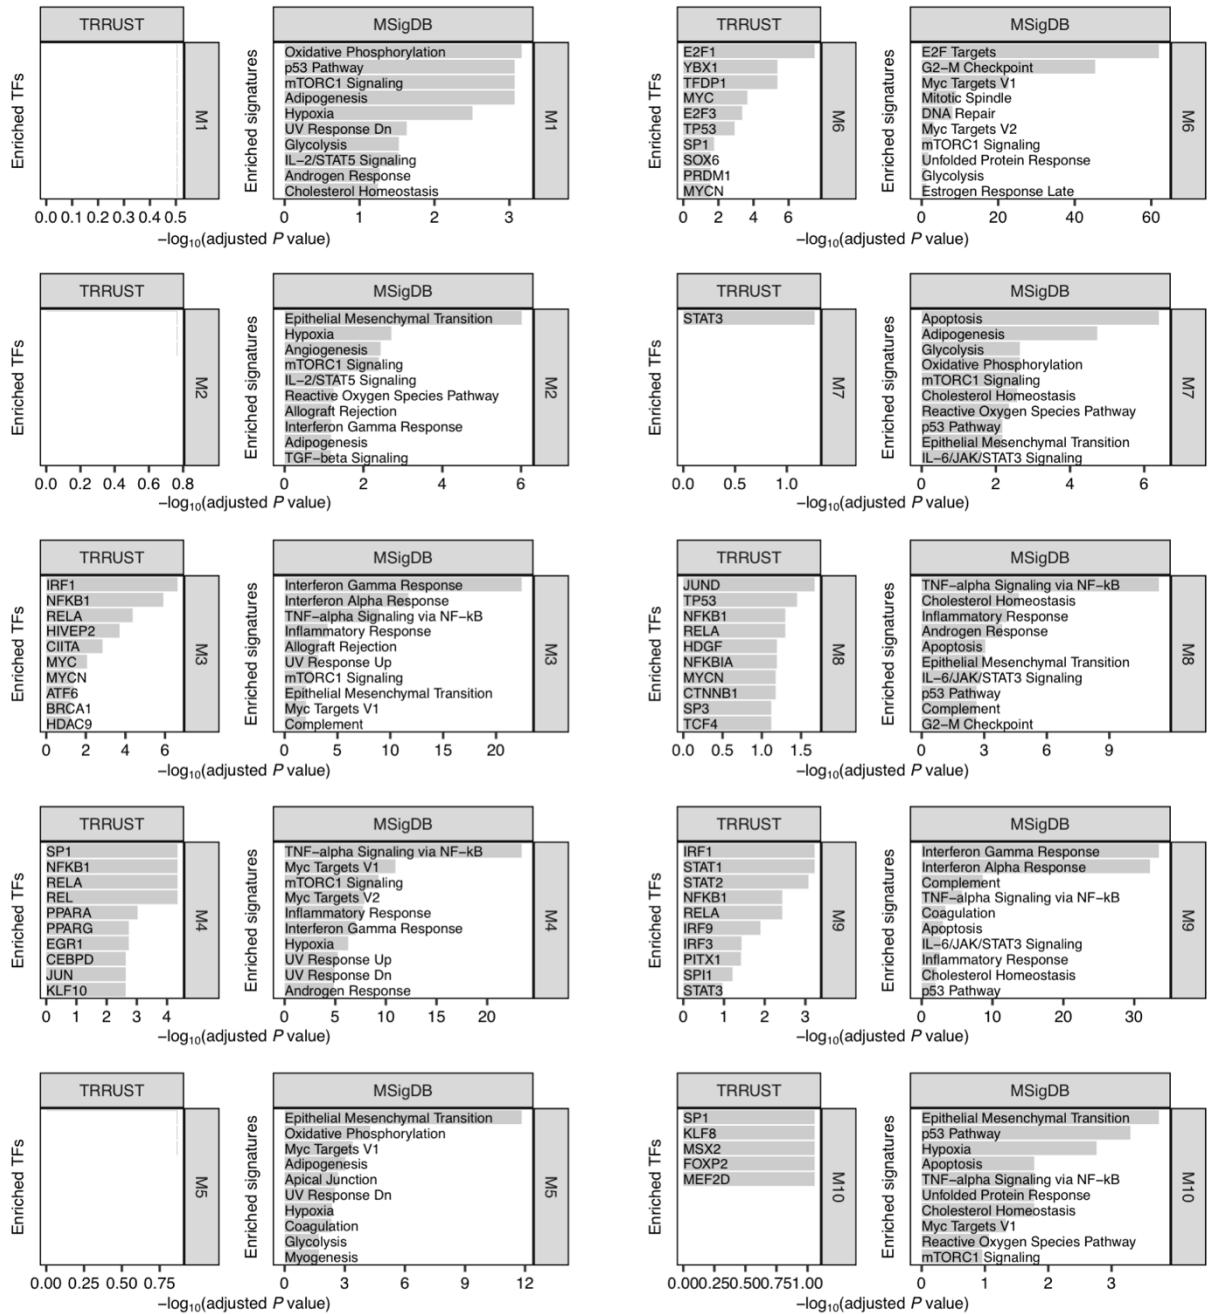 TRRUST
MSigDB
Enriched TFs
M1
Enriched signatures
Oxidative Phosphorylation
p53 Pathway
mTORC1 Signaling
Adipogenesis
Hypoxia
UV Response Dn
Glycolysis
IL−2/STAT5 Signaling
Androgen Response
Cholesterol Homeostasis
M1
0.0 0.1 0.2 0.3 0.4 0.5
0 1 2 3
−log10(adjusted P value)
TRRUST
MSigDB
Enriched TFs
E2F1
YBX1
TFDP1
MYC
E2F3
TP53
SP1
SOX6
PRDM1
MYCN
M6
Enriched signatures
E2F Targets
G2−M Checkpoint
Myc Targets V1
Mitotic Spindle
DNA Repair
Myc Targets V2
mTORC1 Signaling
Unfolded Protein Response
Glycolysis
Estrogen Response Late
M6
0 2 4 6
0 20 40 60
−log10(adjusted P value)
TRRUST
MSigDB
Enriched TFs
M2
Enriched signatures
Epithelial Mesenchymal Transition
Hypoxia
Angiogenesis
mTORC1 Signaling
IL−2/STAT5 Signaling
Reactive Oxygen Species Pathway
Allograft Rejection
Interferon Gamma Response
Adipogenesis
TGF−beta Signaling
M2
0.0 0.2 0.4 0.6 0.8
0 2 4 6
−log10(adjusted P value)
TRRUST
MSigDB
Enriched TFs
STAT3
M7
Enriched signatures
Apoptosis
Adipogenesis
Glycolysis
Oxidative Phosphorylation
mTORC1 Signaling
Cholesterol Homeostasis
Reactive Oxygen Species Pathway
p53 Pathway
Epithelial Mesenchymal Transition
IL−6/JAK/STAT3 Signaling
M7
0.0 0.5 1.0
0 2 4 6
−log10(adjusted P value)
TRRUST
MSigDB
Enriched TFs
IRF1
NFKB1
RELA
HIVEP2
CIITA
MYC
MYCN
ATF6
BRCA1
HDAC9
M3
Enriched signatures
Interferon Gamma Response
Interferon Alpha Response
TNF−alpha Signaling via NF−kB
Inflammatory Response
Allograft Rejection
UV Response Up
mTORC1 Signaling
Epithelial Mesenchymal Transition
Myc Targets V1
Complement
M3
0 2 4 6
0 5 10 15 20
−log10(adjusted P value)
TRRUST
MSigDB
Enriched TFs
JUND
TP53
NFKB1
RELA
HDGF
NFKBIA
MYCN
CTNNB1
SP3
TCF4
M8
Enriched signatures
TNF−alpha Signaling via NF−kB
Cholesterol Homeostasis
Inflammatory Response
Androgen Response
Apoptosis
Epithelial Mesenchymal Transition
IL−6/JAK/STAT3 Signaling
p53 Pathway
Complement
G2−M Checkpoint
M8
0.0 0.5 1.0 1.5
0 3 6 9
−log10(adjusted P value)
TRRUST
MSigDB
Enriched TFs
SP1
NFKB1
RELA
REL
PPARA
PPARG
EGR1
CEBPD
JUN
KLF10
M4
Enriched signatures
TNF−alpha Signaling via NF−kB
Myc Targets V1
mTORC1 Signaling
Myc Targets V2
Inflammatory Response
Interferon Gamma Response
Hypoxia
UV Response Up
UV Response Dn
Androgen Response
M4
0 1 2 3 4
0 5 10 15 20
−log10(adjusted P value)
TRRUST
MSigDB
Enriched TFs
IRF1
STAT1
STAT2
NFKB1
RELA
IRF9
IRF3
PITX1
SPI1
STAT3
M9
Enriched signatures
Interferon Gamma Response
Interferon Alpha Response
Complement
TNF−alpha Signaling via NF−kB
Coagulation
Apoptosis
IL−6/JAK/STAT3 Signaling
Inflammatory Response
Cholesterol Homeostasis
p53 Pathway
M9
0 1 2 3
0 10 20 30
−log10(adjusted P value)
TRRUST
MSigDB
Enriched TFs
M5
Enriched signatures
Epithelial Mesenchymal Transition
Oxidative Phosphorylation
Myc Targets V1
Adipogenesis
Apical Junction
UV Response Dn
Hypoxia
Coagulation
Glycolysis
Myogenesis
M5
0.00 0.25 0.50 0.75
0 3 6 9 12
−log10(adjusted P value)
TRRUST
MSigDB
Enriched TFs
SP1
KLF8
MSX2
FOXP2
MEF2D
M10
Enriched signatures
Epithelial Mesenchymal Transition
p53 Pathway
Hypoxia
Apoptosis
TNF−alpha Signaling via NF−kB
Unfolded Protein Response
Cholesterol Homeostasis
Myc Targets V1
Reactive Oxygen Species Pathway
mTORC1 Signaling
M10
0.00 0.25 0.50 0.75 1.00
0 1 2 3
−log10(adjusted P value)